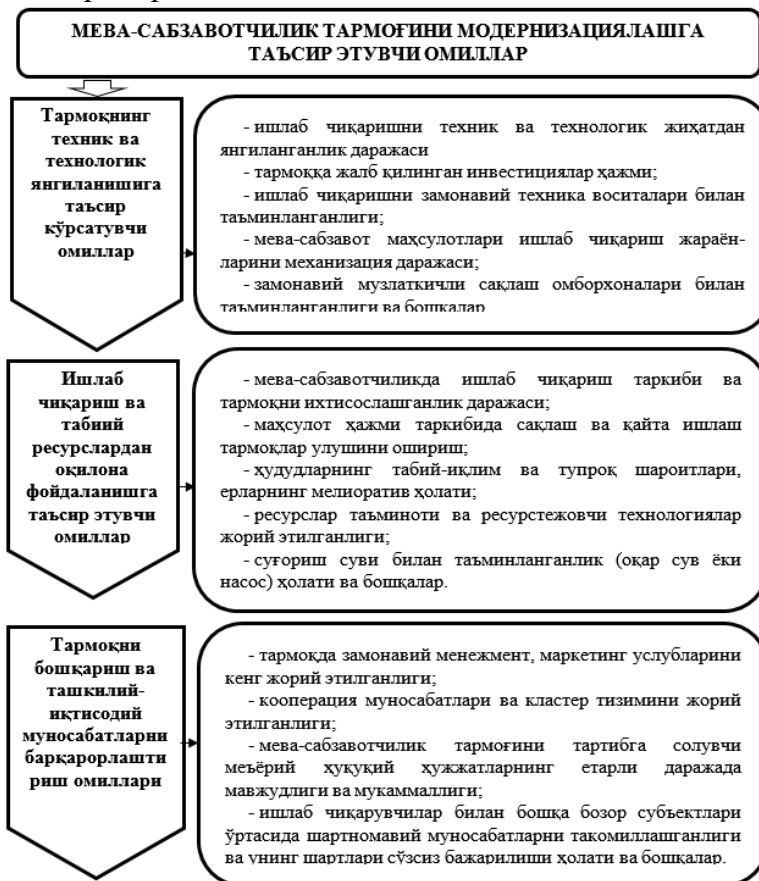 МЕВА-САБЗАВОТЧИЛИК ТАРМОҒИНИ МОДЕРНИЗАЦИЯЛАШГА
ТАЪСИР ЭТУВЧИ ОМИЛЛАР
Тармоқнинг
техник ва
технологик
янгиланишига
таъсир
кўрсатувчи
омиллар
- ишлаб чиқаришни техник ва технологик жиҳатдан
янгиланганлик даражаси
- тармоққа жалб қилинган инвестициялар ҳажми;
- ишлаб чиқаришни замонавий техника воситалари билан
таъминланганлиги;
- мева-сабзавот маҳсулотлари ишлаб чиқариш жараён-
ларини механизация даражаси;
- замонавий музлаткичли сақлаш омборхоналари билан
таъминланганлиги ва бошқалар
Ишлаб
чиқариш ва
табиий
ресурслардан
оқилона
фойдаланишга
таъсир этувчи
омиллар
- мева-сабзавотчиликда ишлаб чиқариш таркиби ва
тармоқни ихтисослашганлик даражаси;
- маҳсулот ҳажми таркибида сақлаш ва қайта ишлаш
тармоқлар улушини ошириш;
- ҳудудларнинг табий-иқлим ва тупроқ шароитлари,
ерларнинг мелиоратив ҳолати;
- ресурслар таъминоти ва ресурстежовчи технологиялар
жорий этилганлиги;
- суғориш суви билан таъминланганлик (оқар сув ёки
насос) ҳолати ва бошқалар.
Тармоқни
бошқариш ва
ташкилий-
иқтисодий
муносабатларни
барқарорлашти
риш омиллари
- тармоқда замонавий менежмент, маркетинг услубларини
кенг жорий этилганлиги;
- кооперация муносабатлари ва кластер тизимини жорий
этилганлиги;
- мева-сабзавотчилик тармоғини тартибга солувчи
меъёрий ҳуқуқий ҳужжатларнинг етарли даражада
мавжудлиги ва мукаммаллиги;
- ишлаб чиқарувчилар билан бошқа бозор субъектлари
ўртасида шартномавий муносабатларни такомиллашганлиги
ва унинг шартлари сўзсиз бажарилиши ҳолати ва бошқалар.